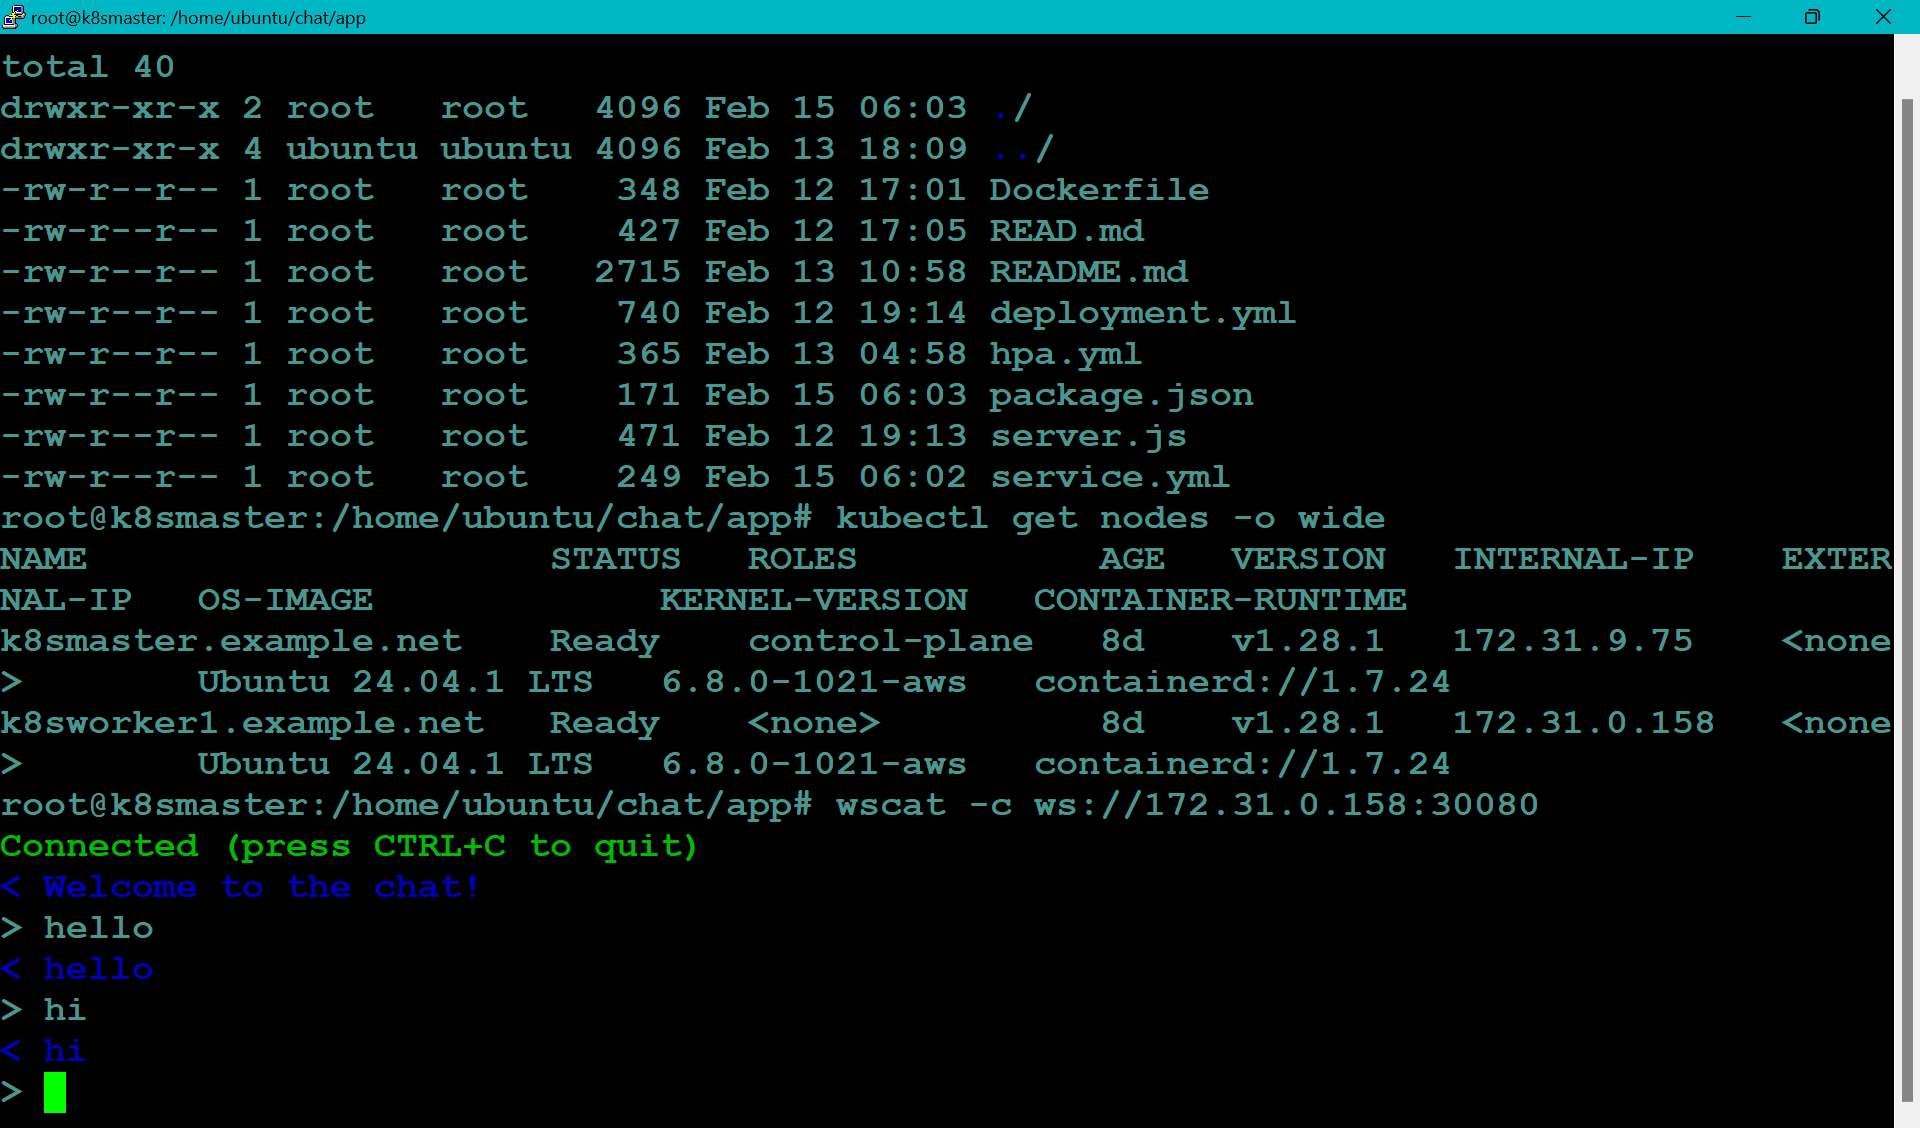 root@k8smaster: /home/ubuntu/chat/app
total 40
drwxr-xr-x 2 root   root   4096 Feb 15 06:03 ./
drwxr-xr-x 4 ubuntu ubuntu 4096 Feb 13 18:09 ../
-rw-r--r-- 1 root   root    348 Feb 12 17:01 Dockerfile
-rw-r--r-- 1 root   root    427 Feb 12 17:05 READ.md
-rw-r--r-- 1 root   root   2715 Feb 13 10:58 README.md
-rw-r--r-- 1 root   root    740 Feb 12 19:14 deployment.yml
-rw-r--r-- 1 root   root    365 Feb 13 04:58 hpa.yml
-rw-r--r-- 1 root   root    171 Feb 15 06:03 package.json
-rw-r--r-- 1 root   root    471 Feb 12 19:13 server.js
-rw-r--r-- 1 root   root    249 Feb 15 06:02 service.yml
root@k8smaster:/home/ubuntu/chat/app# kubectl get nodes -o wide
NAME                     STATUS   ROLES           AGE   VERSION   INTERNAL-IP    EXTER
NAL-IP   OS-IMAGE             KERNEL-VERSION   CONTAINER-RUNTIME
k8smaster.example.net    Ready    control-plane   8d    v1.28.1   172.31.9.75    <none
>        Ubuntu 24.04.1 LTS   6.8.0-1021-aws   containerd://1.7.24
k8sworker1.example.net   Ready    <none>          8d    v1.28.1   172.31.0.158   <none
>        Ubuntu 24.04.1 LTS   6.8.0-1021-aws   containerd://1.7.24
root@k8smaster:/home/ubuntu/chat/app# wscat -c ws://172.31.0.158:30080
Connected (press CTRL+C to quit)
< Welcome to the chat!
> hello
< hello
> hi
< hi
>